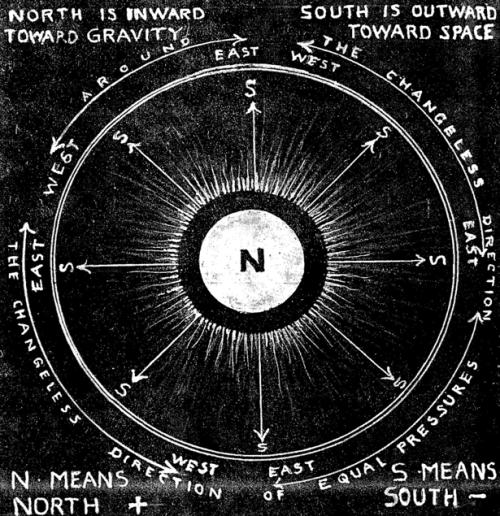 NORTH IS INWARD
TOWARD GRAVITY
SOUTH IS OUTWARD
TOWARD SPACE
AROUND
THE CHANGELESS DIRECTION
EAST
WEST
WEST
EAST
S
S
S
S
N
S
S
S
S
EAST
WEST
EAST
THE CHANGELESS DIRECTION OF EQUAL PRESSURES
N. MEANS
NORTH +
S. MEANS
SOUTH -